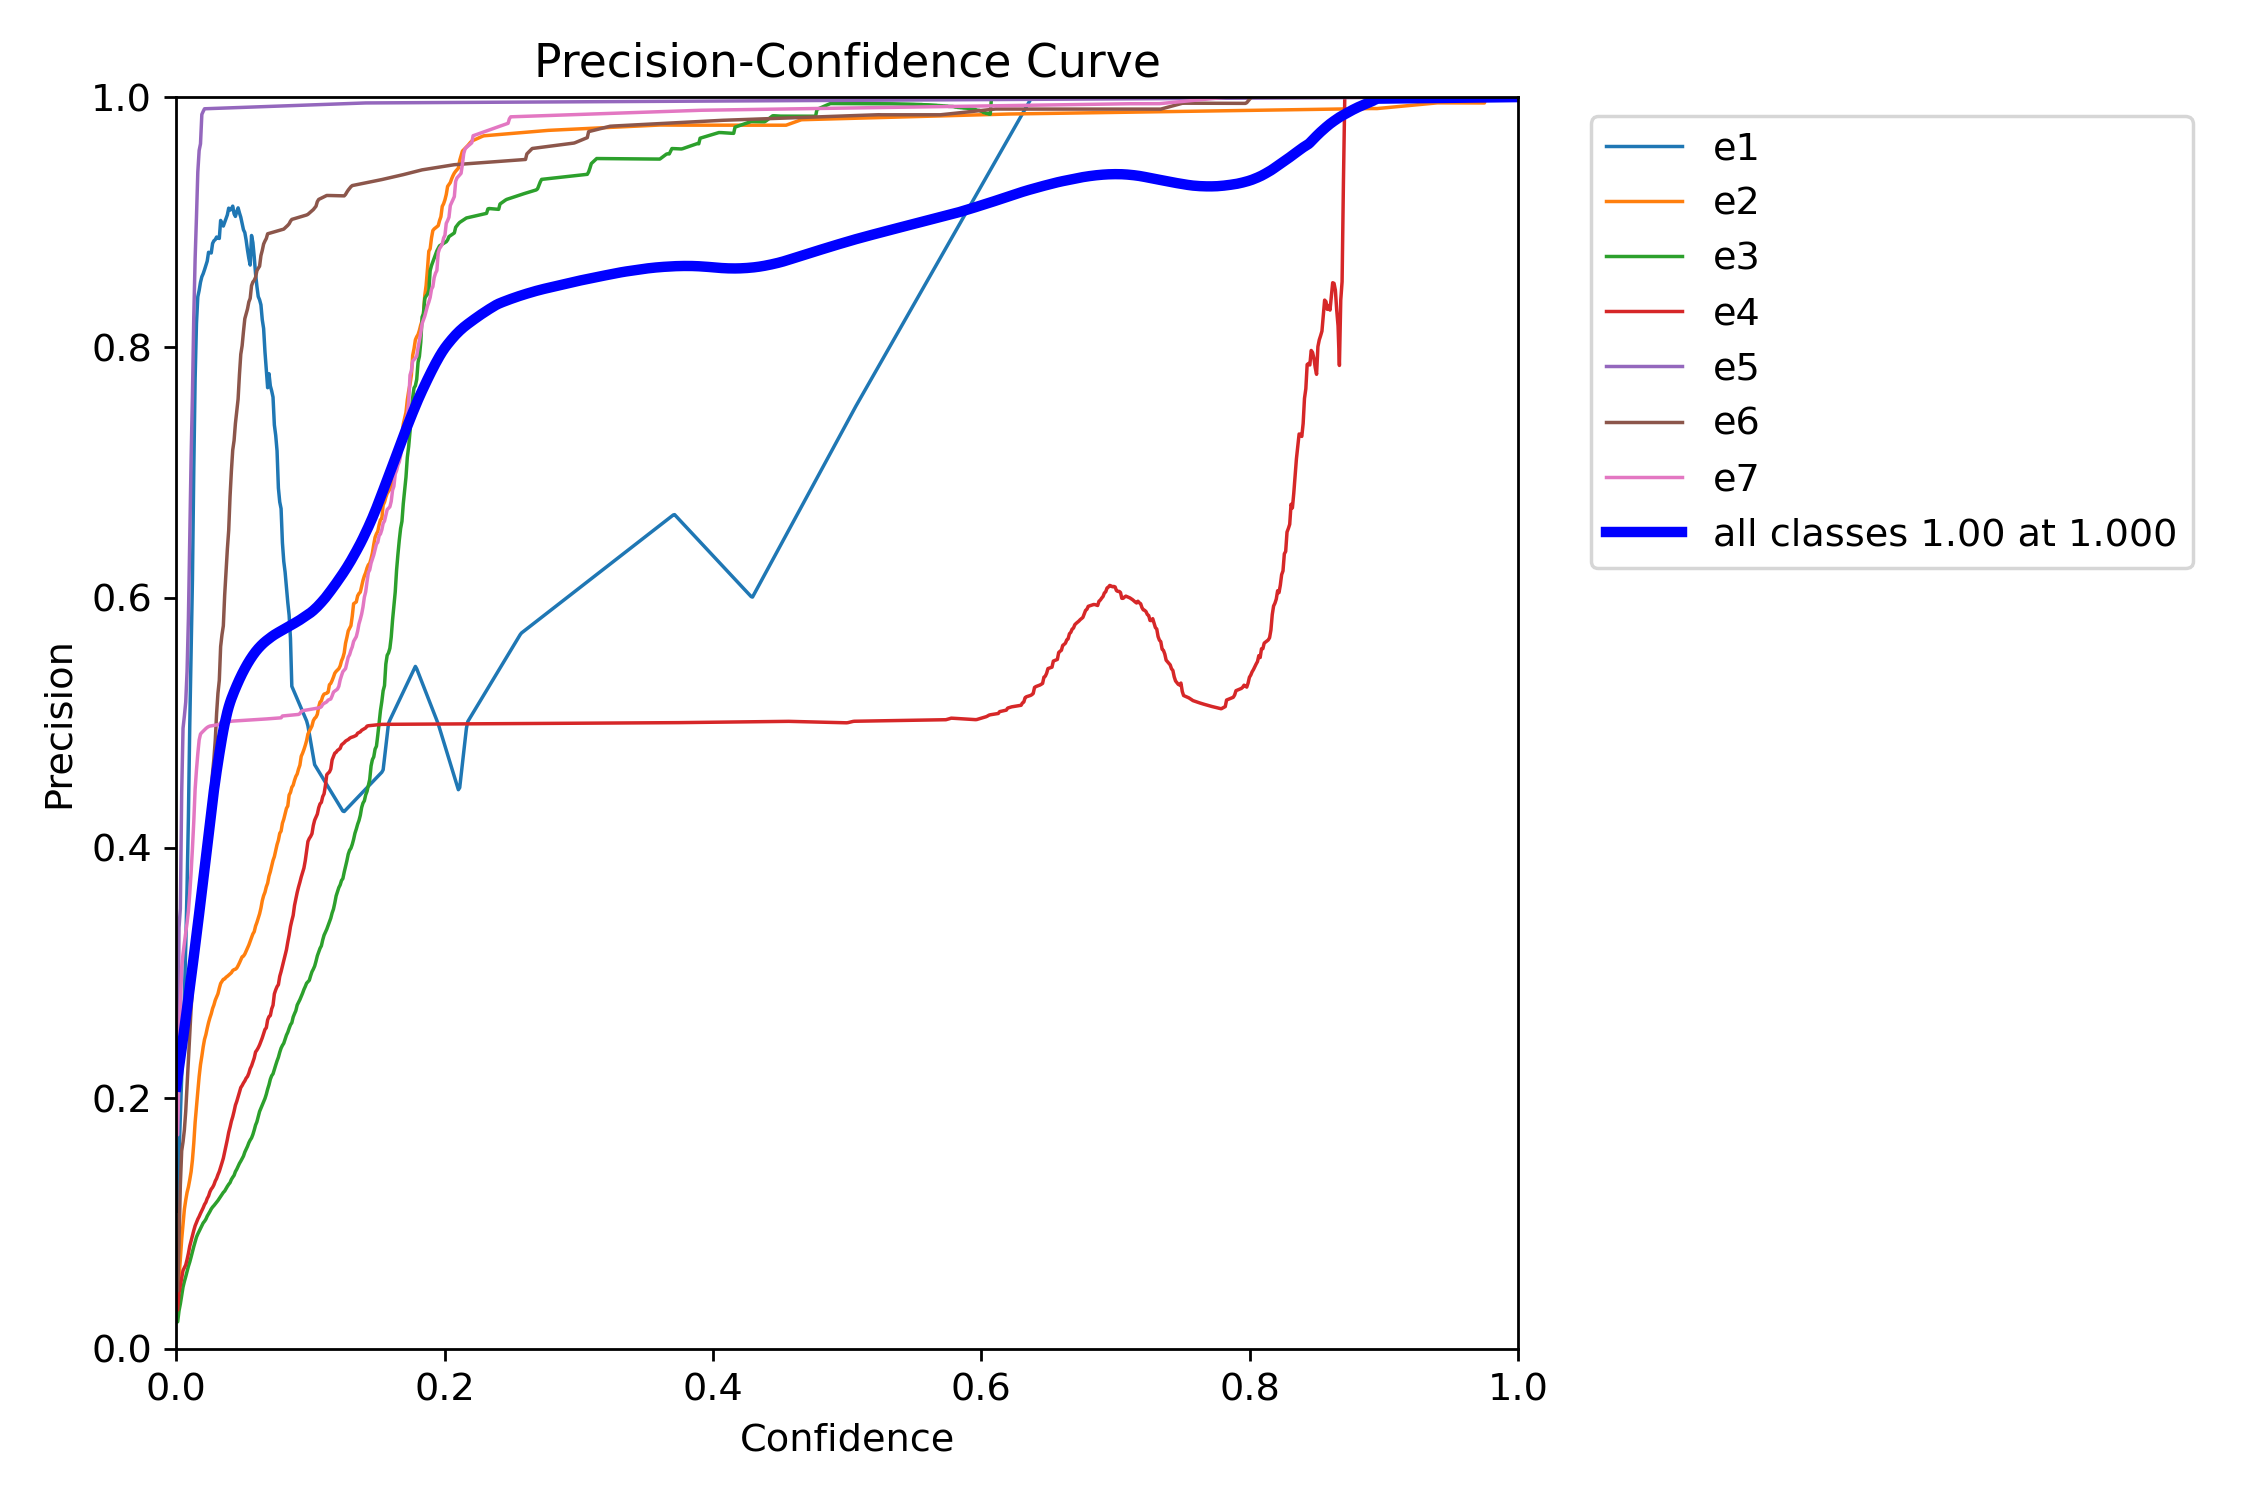 Precision-Confidence Curve
1.0
0.8
0.6
0.4
0.2
0.0
Precision
0.0 0.2 0.4 0.6 0.8 1.0
Confidence
e1
e2
e3
e4
e5
e6
e7
all classes 1.00 at 1.000